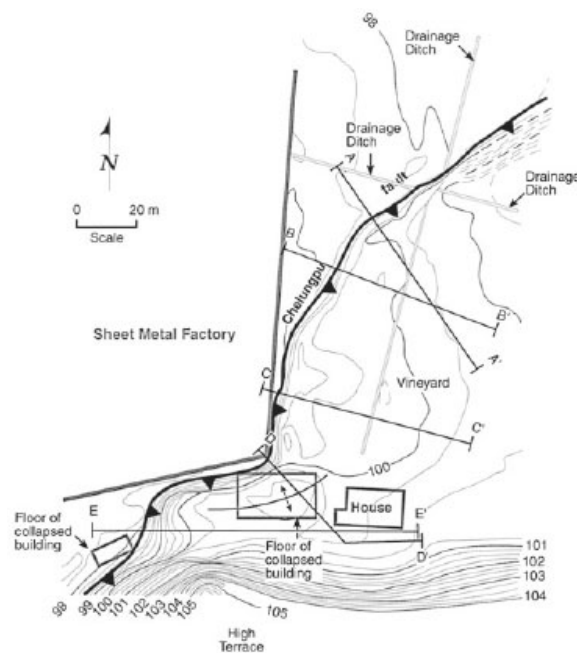 98
Drainage
Ditch
Drainage
Ditch
A
fault
Drainage
Ditch
N
0 20 m
Scale
B
Chelungpu
B'
Sheet Metal Factory
A'
Vineyard
C
C'
D
100
E
House
E'
Floor of
collapsed
building
Floor of
collapsed
building
D'
101
102
103
104
98
99
100
101
102
103
104
105
105
High
Terrace